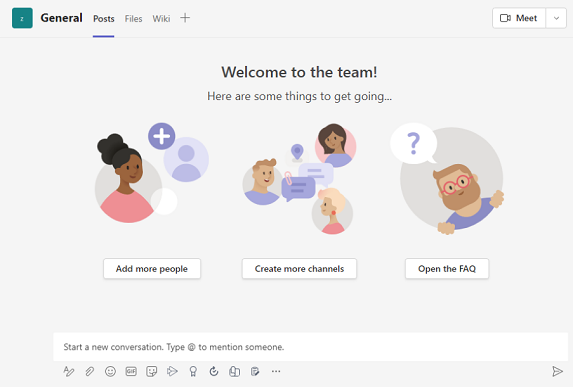 z General Posts Files Wiki Meet
Welcome to the team!
Here are some things to get going...
?
Add more people Create more channels Open the FAQ
Start a new conversation. Type @ to mention someone.
GIF